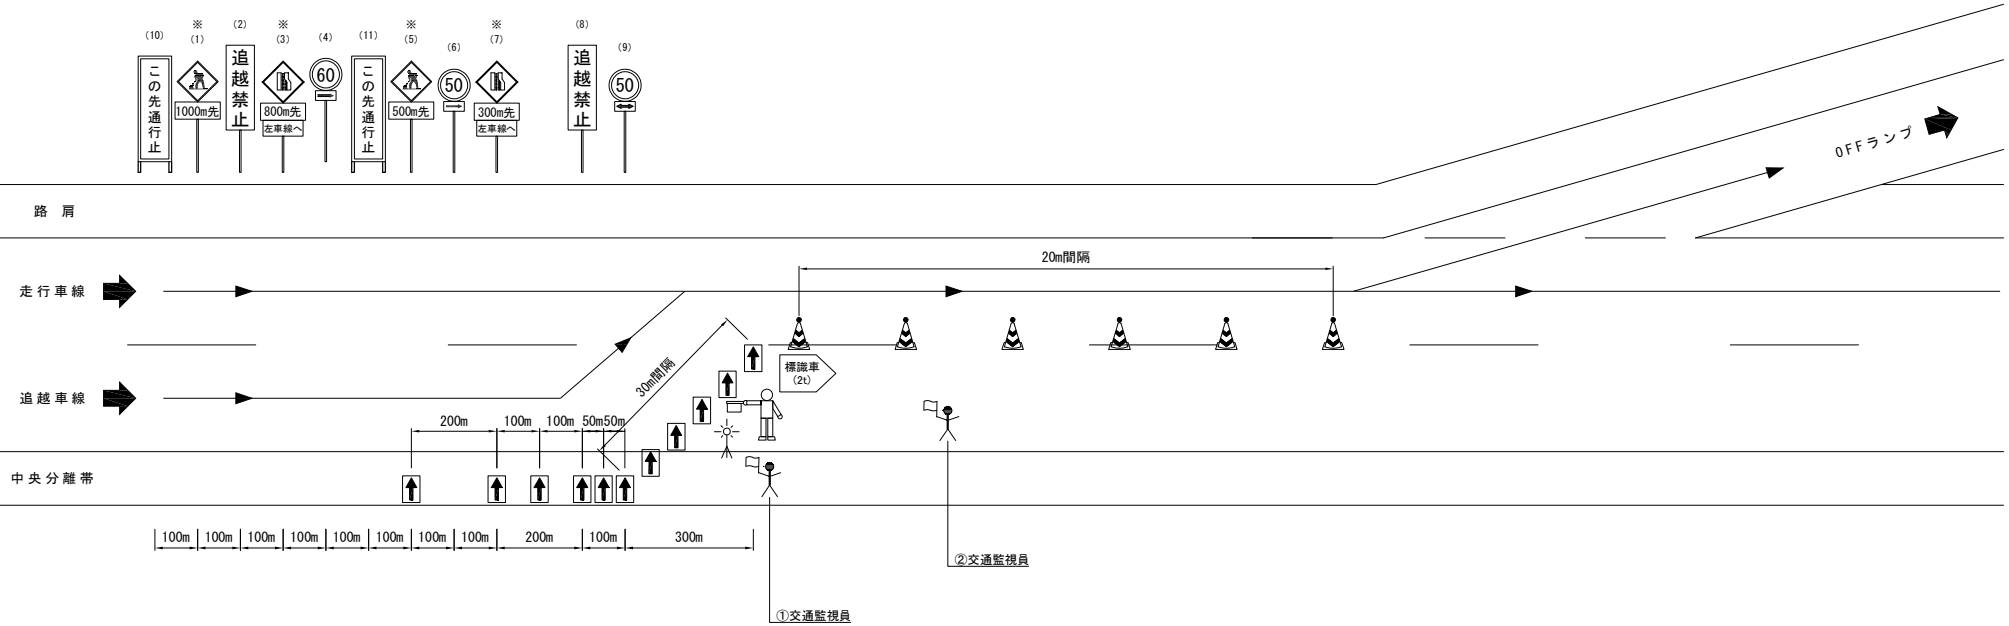 (10)
※
(1)
(2)
※
(3)
(4)
(11)
※
(5)
(6)
※
(7)
(8)
(9)
この先通行止
1000m先
追越禁止
800m先
左車線へ
60
この先通行止
500m先
50
300m先
左車線へ
追越禁止
50
OFFランプ
路肩
20m間隔
走行車線
30m間隔
標識車
(2t)
追越車線
200m
100m
100m
50m
50m
中央分離帯
100m
100m
100m
100m
100m
100m
100m
100m
200m
100m
300m
②交通監視員
①交通監視員